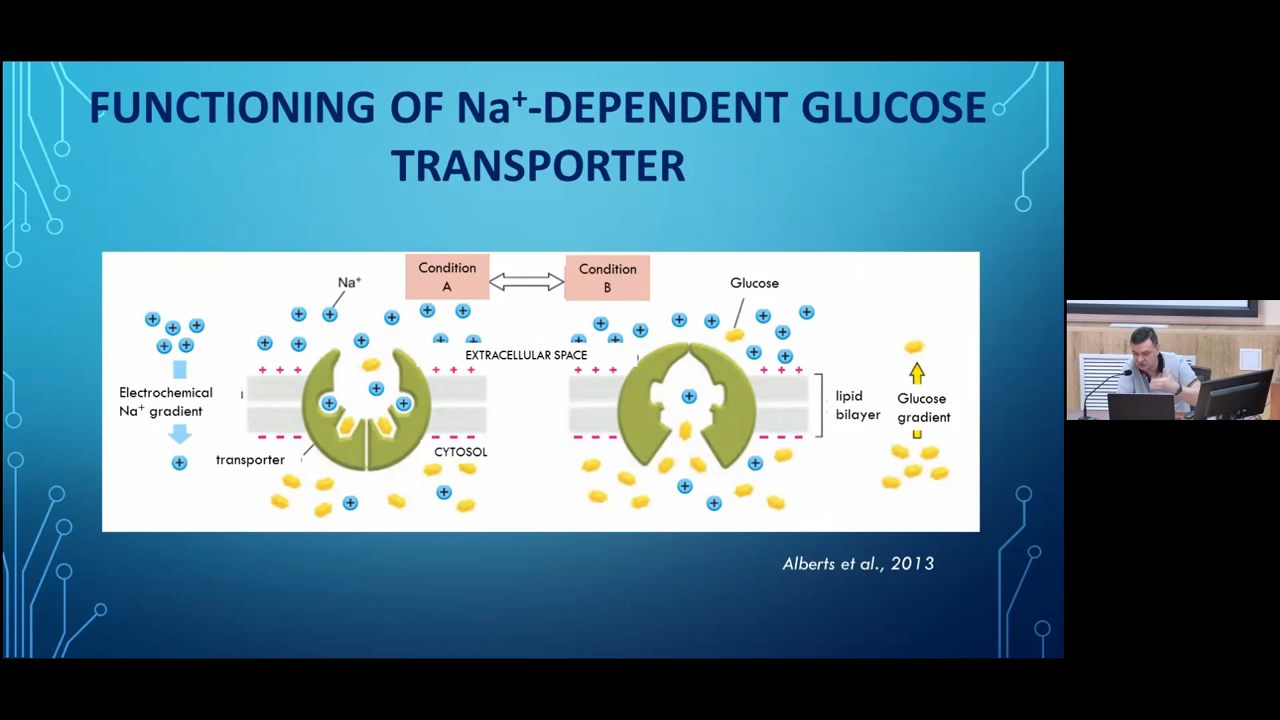 FUNCTIONING OF Na⁺-DEPENDENT GLUCOSE
TRANSPORTER
Condition
A
Condition
B
Na⁺
Glucose
EXTRACELLULAR SPACE
Electrochemical
Na⁺ gradient
lipid
bilayer
Glucose
gradient
transporter
CYTOSOL
Alberts et al., 2013